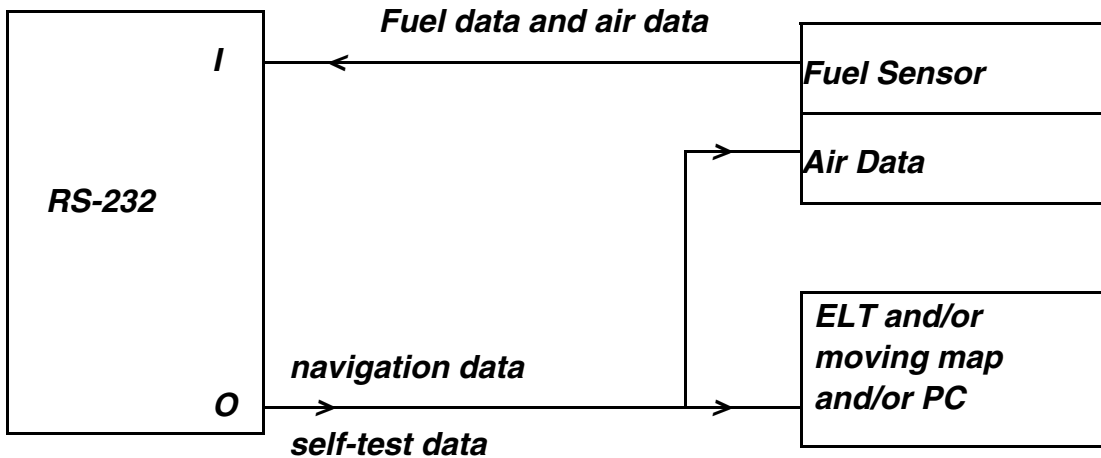 Fuel data and air data
I
Fuel Sensor
Air Data
RS-232
ELT and/or
moving map
and/or PC
navigation data
O
self-test data